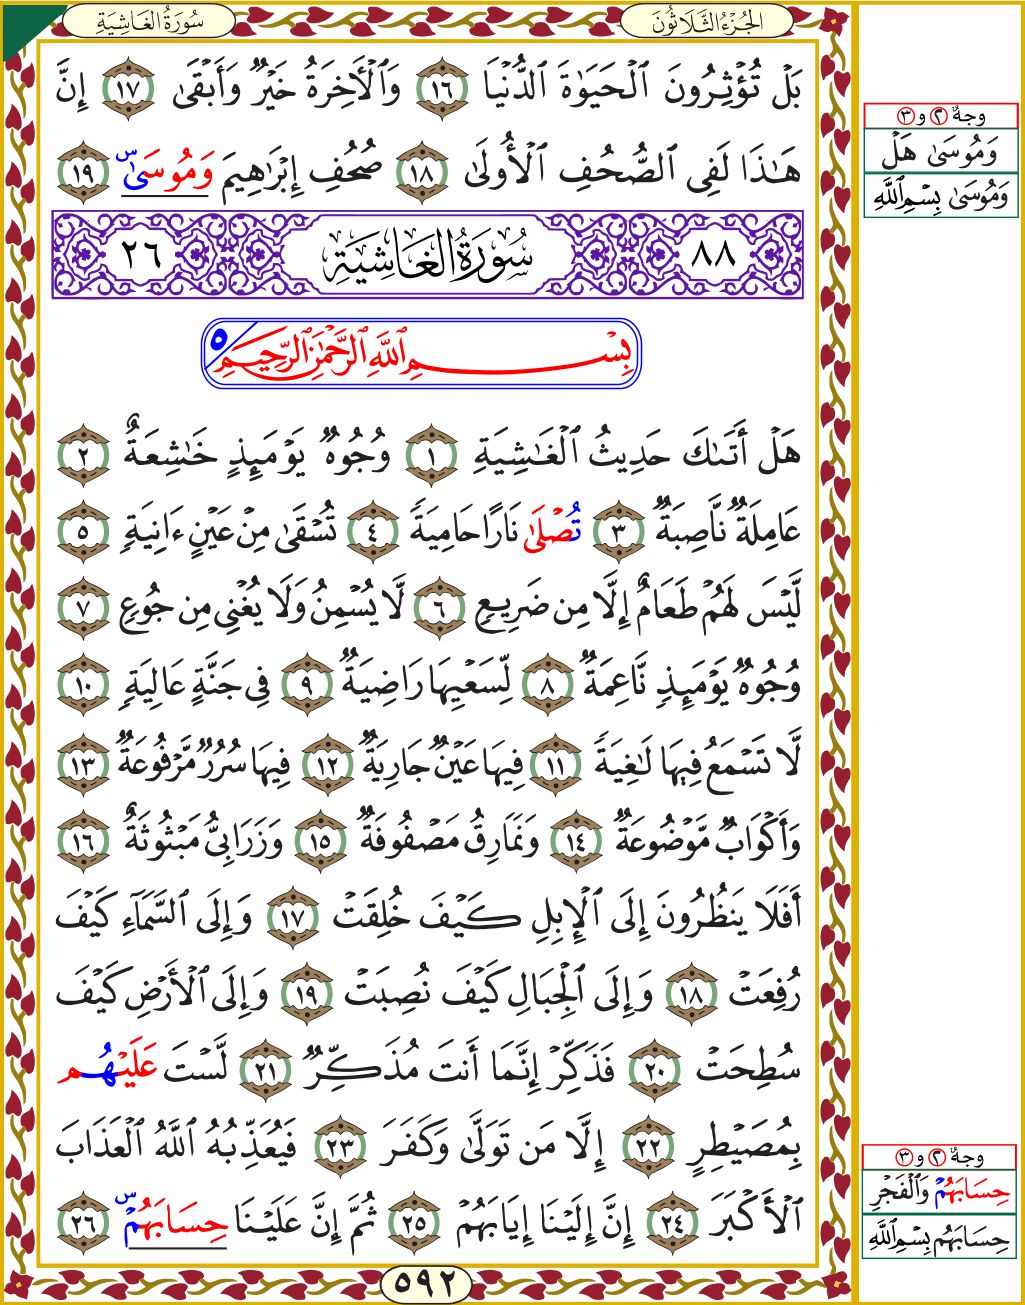 سُورَةُ الغَاشِيَةِ
الجُزْءُ الثَّلَاثُونَ
بَلْ تُؤْثِرُونَ ٱلْحَيَوٰةَ ٱلدُّنْيَا ١٦ وَٱلْأَخِرَةُ خَيْرٌ وَأَبْقَىٰ ١٧ إِنَّ
هَٰذَا لَفِى ٱلصُّحُفِ ٱلْأُولَىٰ ١٨ صُحُفِ إِبْرَٰهِيمَ وَمُوسَىٰ س ١٩
٨٨ سُورَةُ الغَاشِيَةِ ٢٦
بِسْمِ ٱللَّهِ ٱلرَّحْمَٰنِ ٱلرَّحِيمِ ٥
هَلْ أَتَىٰكَ حَدِيثُ ٱلْغَٰشِيَةِ ١ وُجُوهٌ يَوْمَئِذٍ خَٰشِعَةٌ ٢
عَامِلَةٌ نَّاصِبَةٌ ٣ تُصْلَىٰ نَارًا حَامِيَةً ٤ تُسْقَىٰ مِنْ عَيْنٍ ءَانِيَةٍ ٥
لَّيْسَ لَهُمْ طَعَامٌ إِلَّا مِن ضَرِيعٍ ٦ لَّا يُسْمِنُ وَلَا يُغْنِى مِن جُوعٍ ٧
وُجُوهٌ يَوْمَئِذٍ نَّاعِمَةٌ ٨ لِّسَعْيِهَا رَاضِيَةٌ ٩ فِى جَنَّةٍ عَالِيَةٍ ١٠
لَّا تَسْمَعُ فِيهَا لَٰغِيَةً ١١ فِيهَا عَيْنٌ جَارِيَةٌ ١٢ فِيهَا سُرُرٌ مَّرْفُوعَةٌ ١٣
وَأَكْوَابٌ مَّوْضُوعَةٌ ١٤ وَنَمَارِقُ مَصْفُوفَةٌ ١٥ وَزَرَابِىُّ مَبْثُوثَةٌ ١٦
أَفَلَا يَنظُرُونَ إِلَى ٱلْإِبِلِ كَيْفَ خُلِقَتْ ١٧ وَإِلَى ٱلسَّمَآءِ كَيْفَ
رُفِعَتْ ١٨ وَإِلَى ٱلْجِبَالِ كَيْفَ نُصِبَتْ ١٩ وَإِلَى ٱلْأَرْضِ كَيْفَ
سُطِحَتْ ٢٠ فَذَكِّرْ إِنَّمَا أَنتَ مُذَكِّرٌ ٢١ لَّسْتَ عَلَيْهُم
بِمُصَيْطِرٍ ٢٢ إِلَّا مَن تَوَلَّىٰ وَكَفَرَ ٢٣ فَيُعَذِّبُهُ ٱللَّهُ ٱلْعَذَابَ
ٱلْأَكْبَرَ ٢٤ إِنَّ إِلَيْنَا إِيَابَهُمْ ٢٥ ثُمَّ إِنَّ عَلَيْنَا حِسَابَهُمْ س ٢٦
٥٩٢
وجهٌ ٢ و ٣
وَمُوسَىٰ هَلْ
وَمُوسَىٰ بِسْمِ ٱللَّهِ
وجهٌ ٢ و ٣
حِسَابَهُمْ وَٱلْفَجْرِ
حِسَابَهُم بِسْمِ ٱللَّهِ